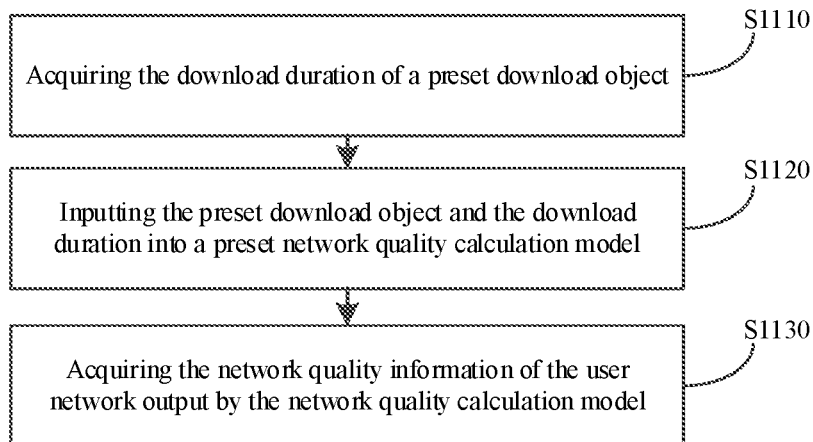 S1110
Acquiring the download duration of a preset download object
S1120
Inputting the preset download object and the download
duration into a preset network quality calculation model
S1130
Acquiring the network quality information of the user
network output by the network quality calculation model